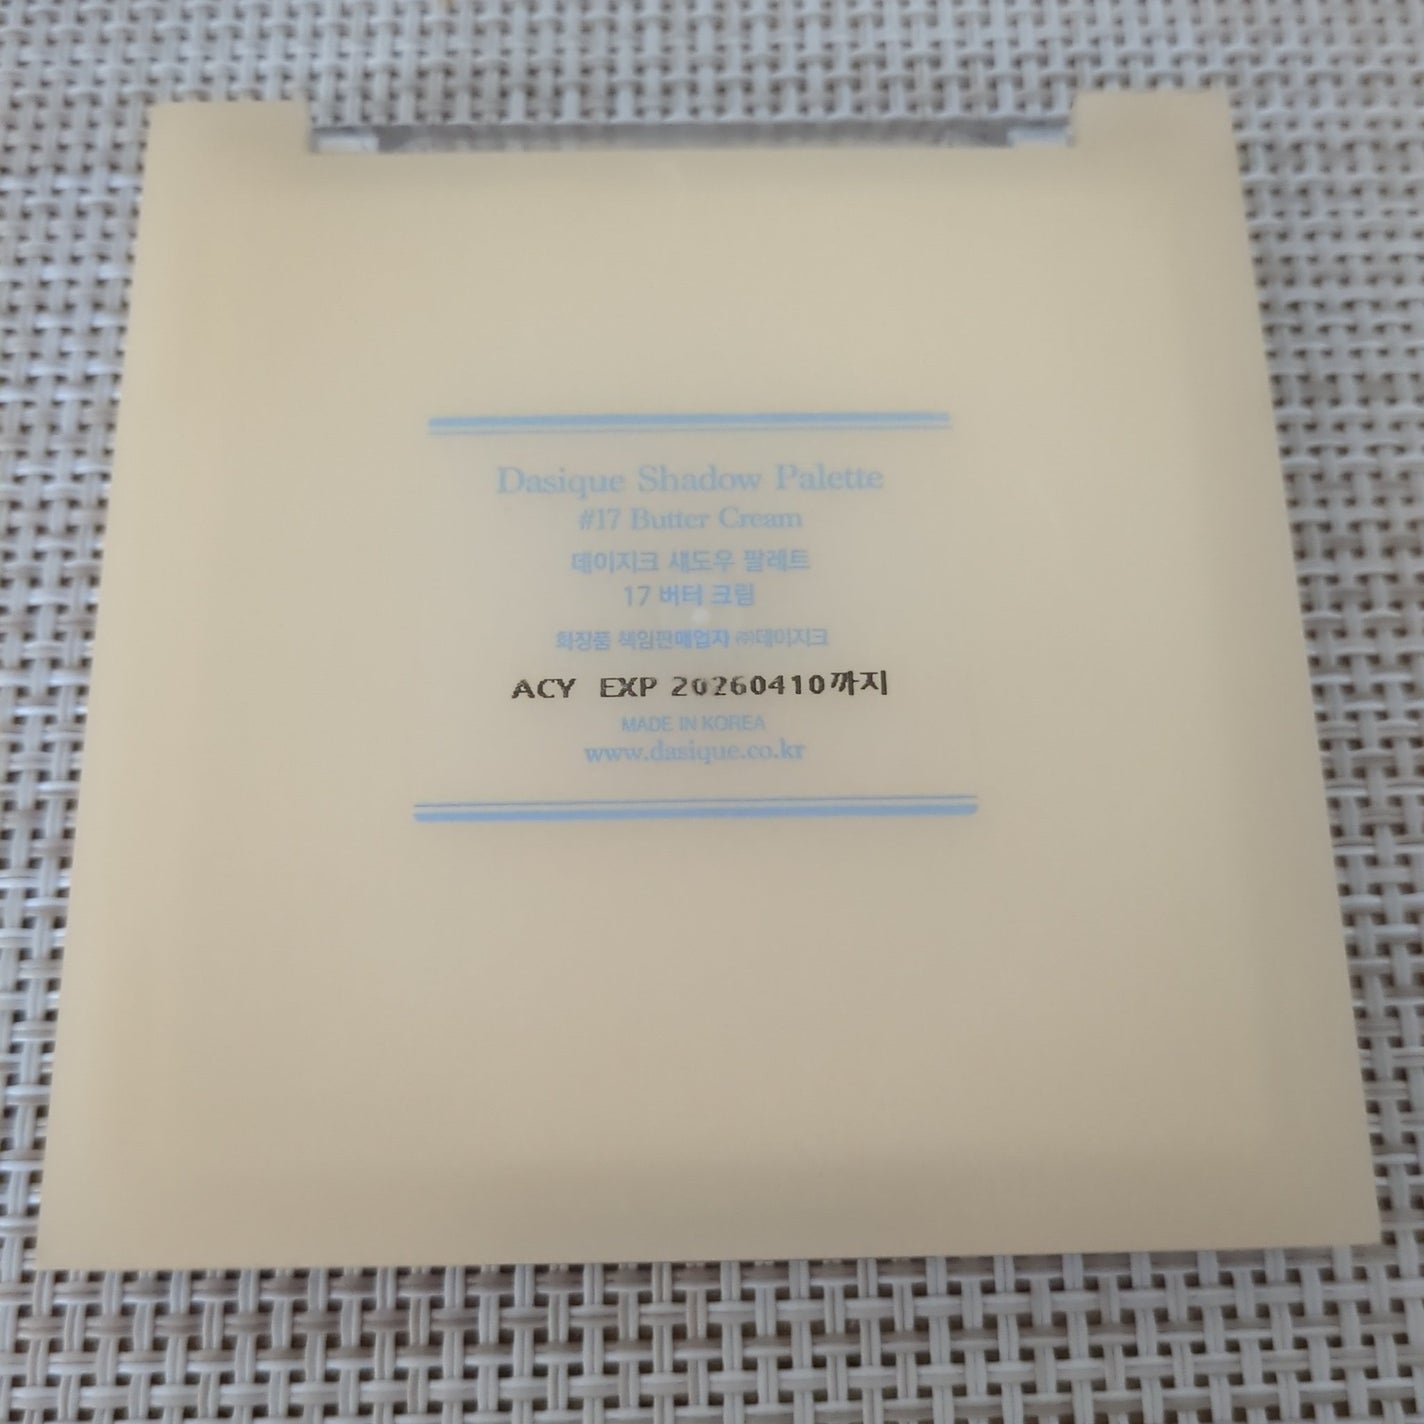 Dasique Shadow Palette
#17 Butter Cream
데이지크 섀도우 팔레트
17 버터 크림
화장품 책임판매업자 ㈜데이지크
ACY EXP 20260410까지
MADE IN KOREA
www.dasique.co.kr